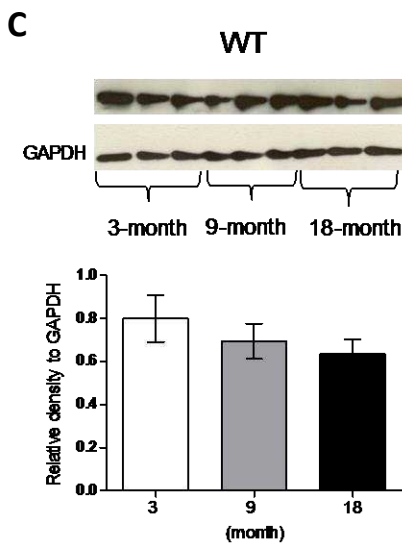 C
WT
GAPDH
3-month 9-month 18-month
Relative density to GAPDH
1.0
0.8
0.6
0.4
0.2
0.0
3 9 18
(month)